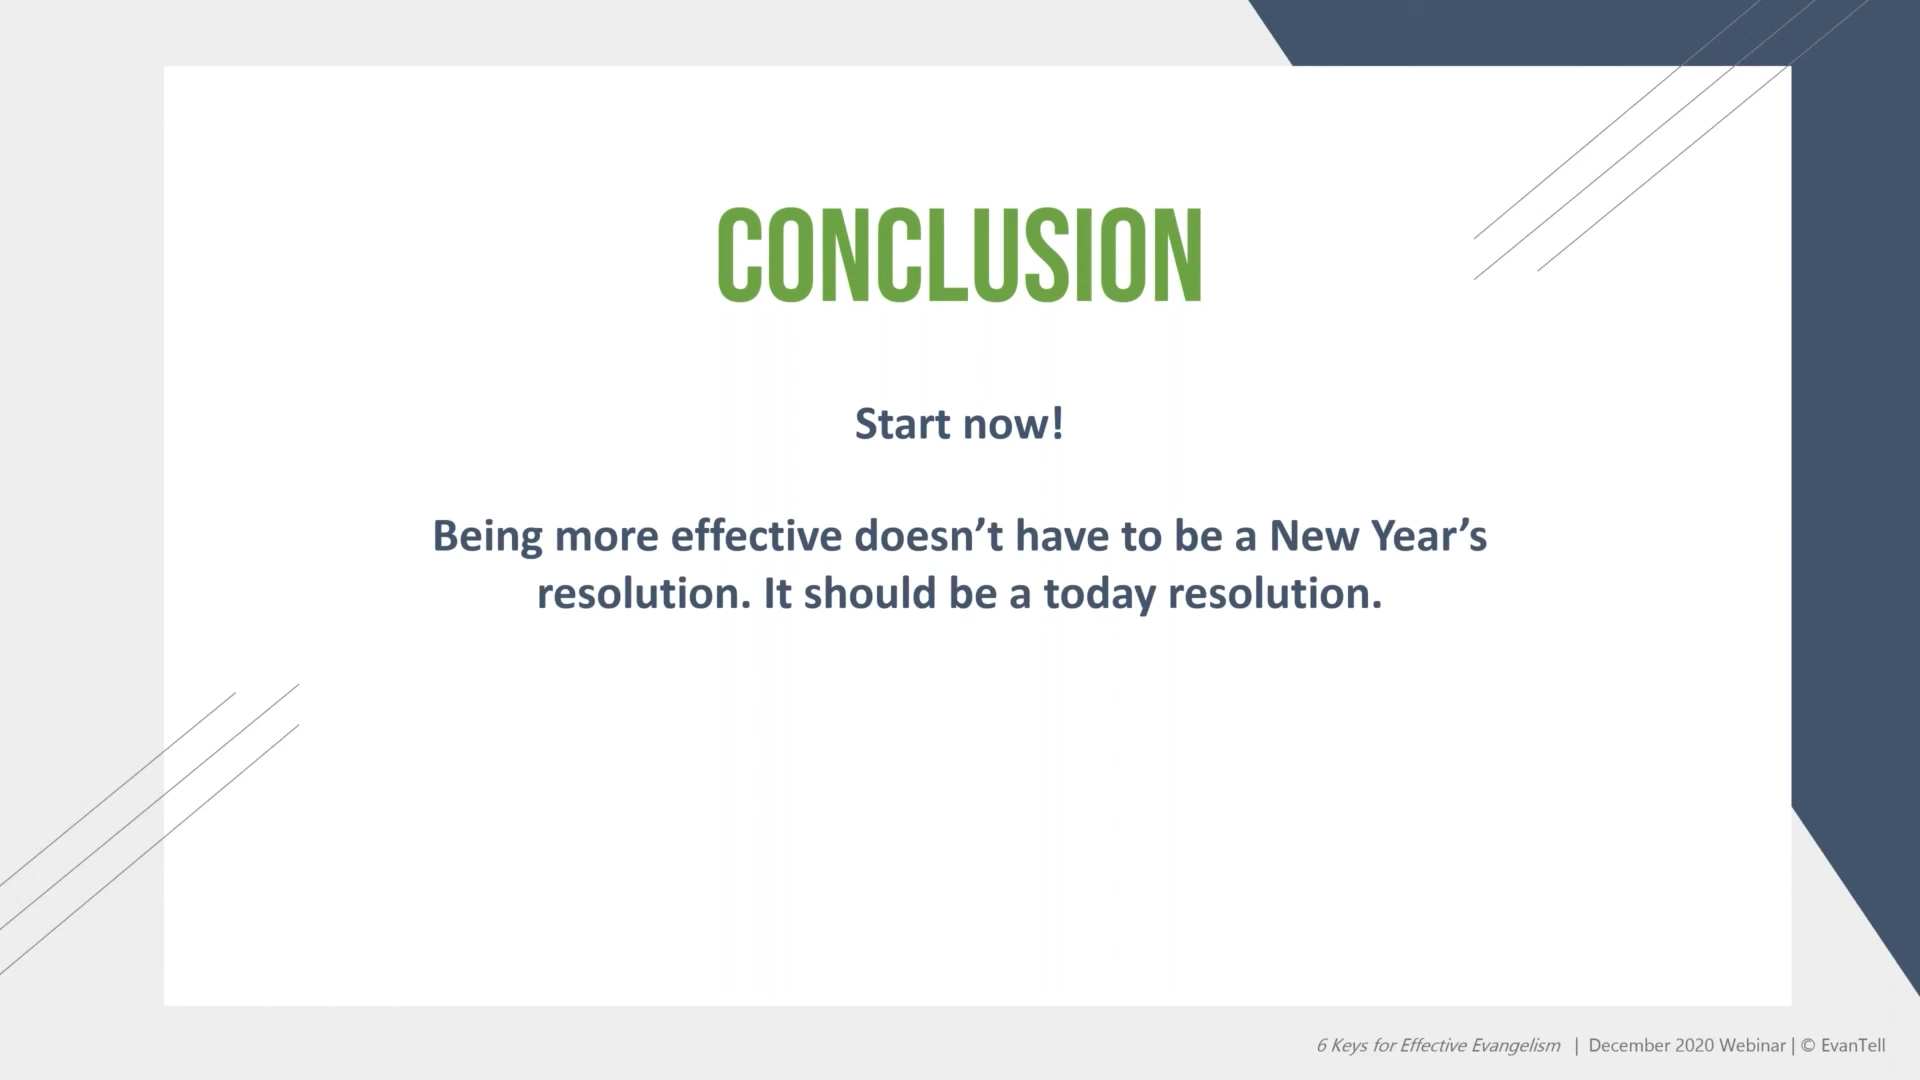 CONCLUSION
Start now!
Being more effective doesn’t have to be a New Year’s
resolution. It should be a today resolution.
6 Keys for Effective Evangelism | December 2020 Webinar | © EvanTell